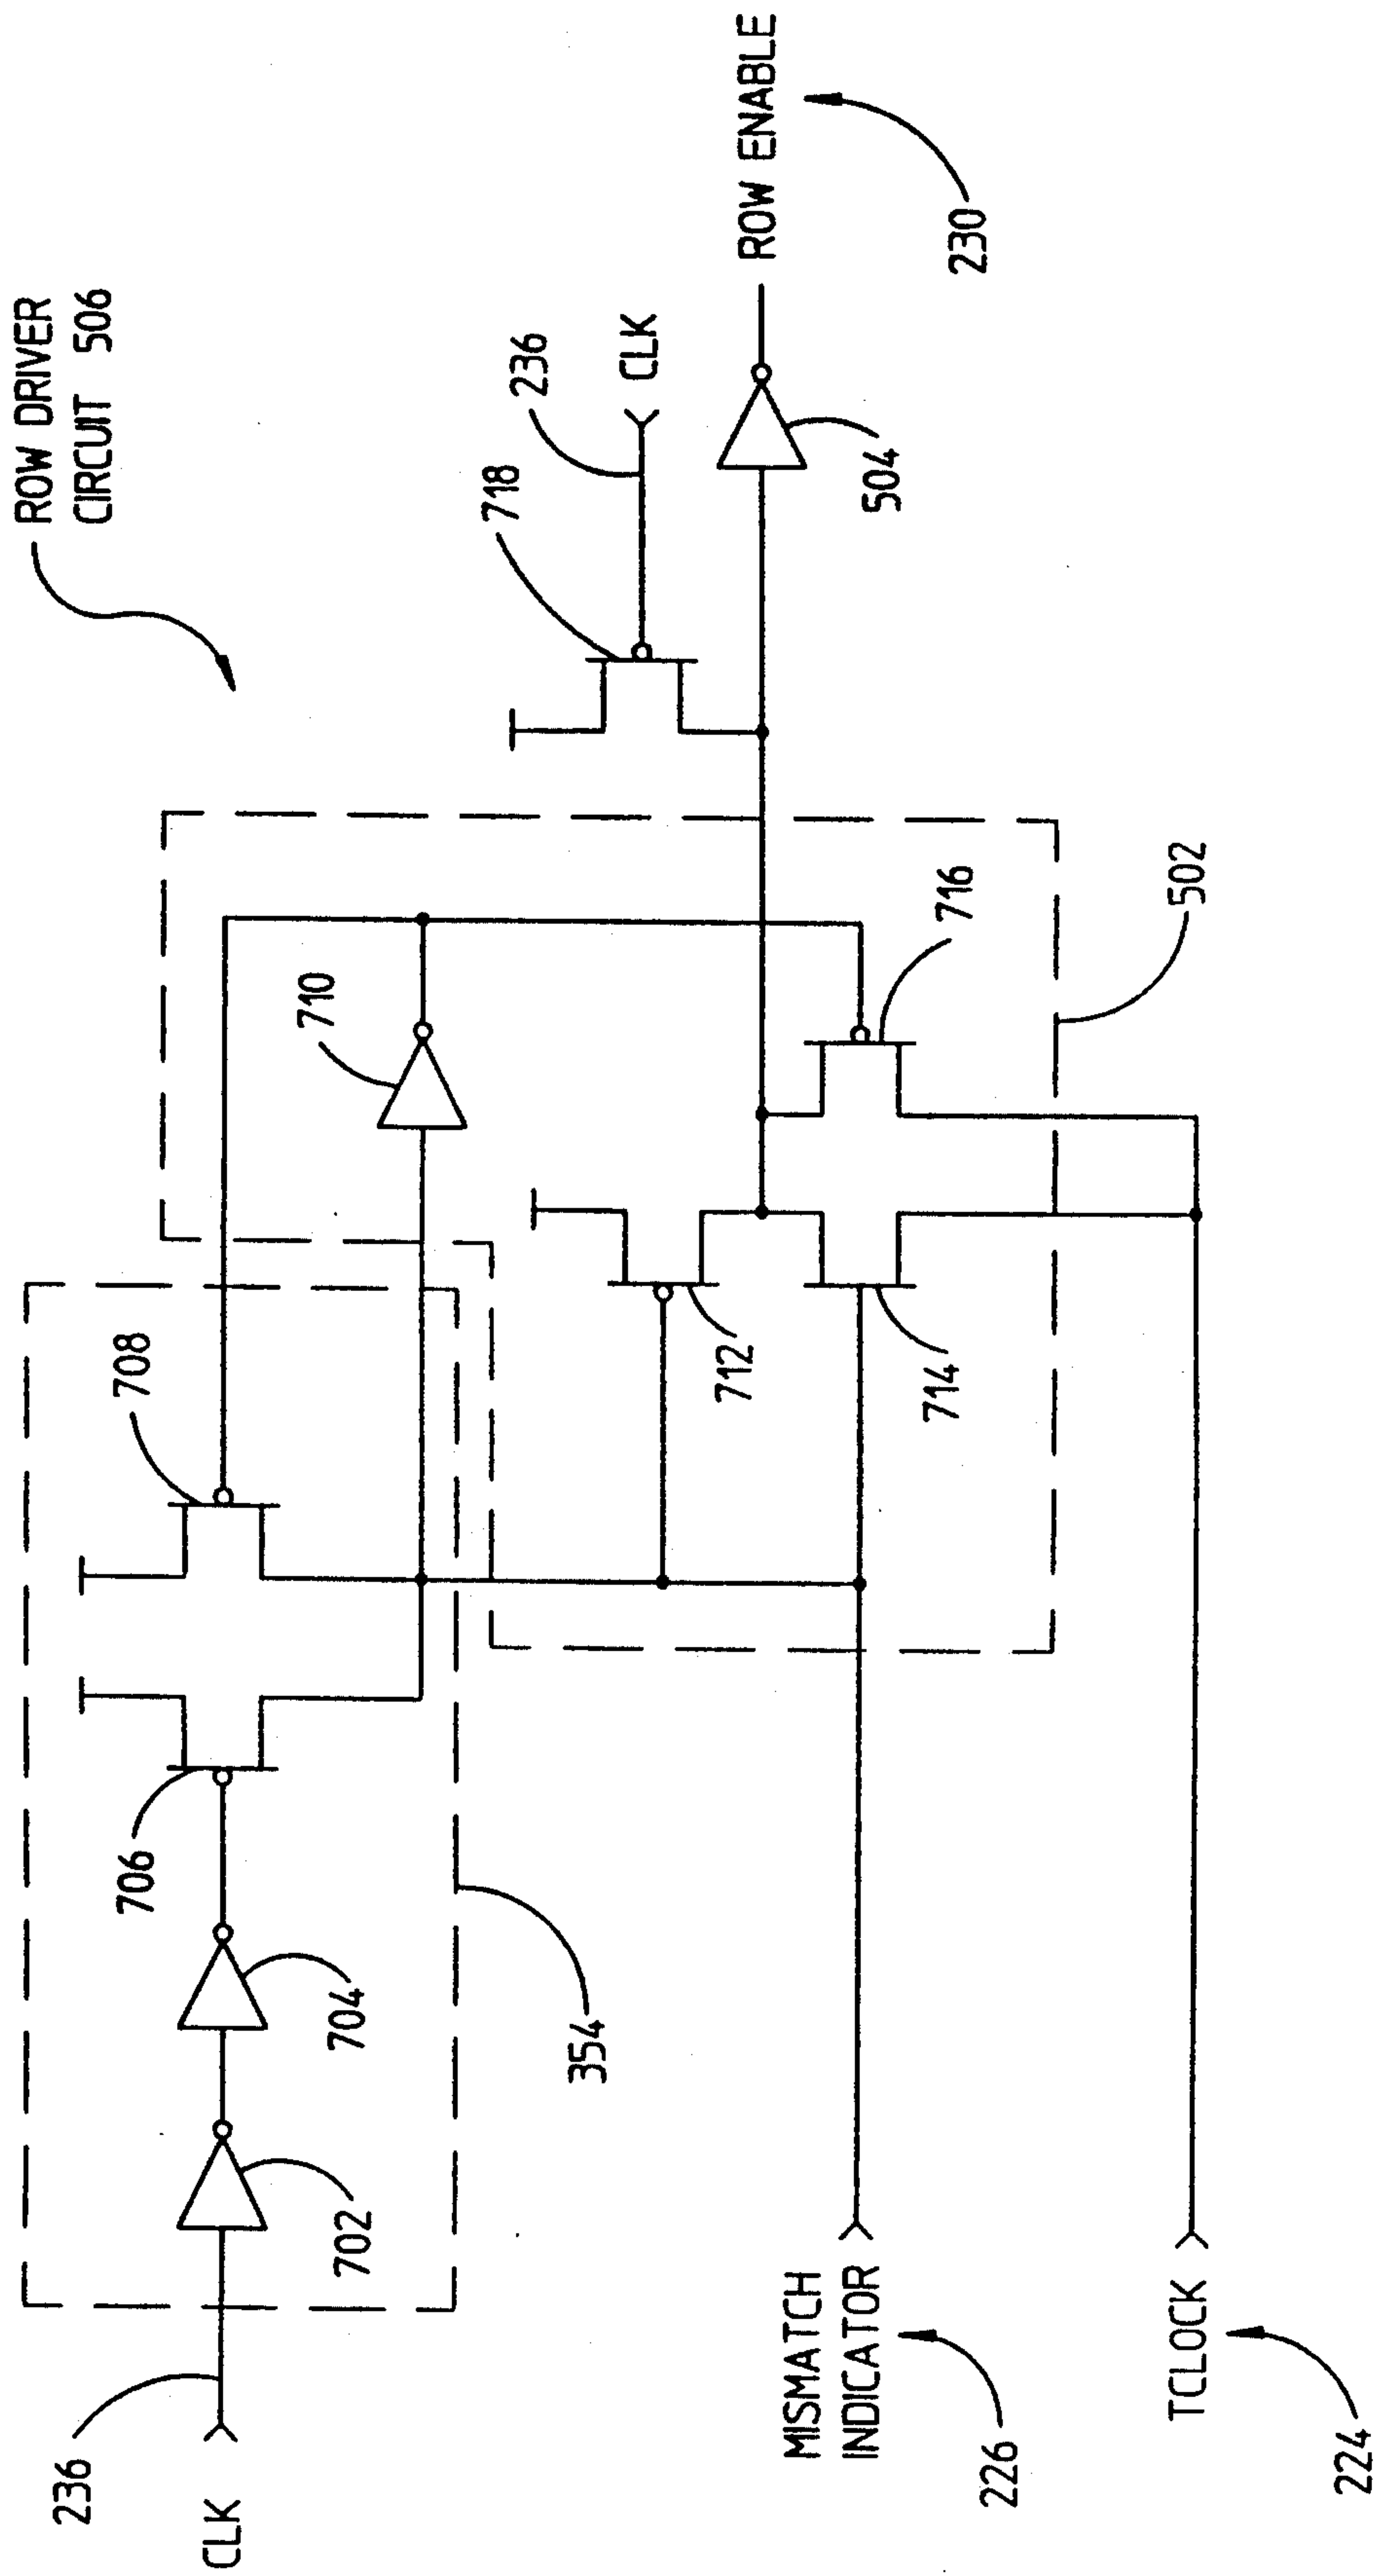 ROW DRIVER
CIRCUIT 506
236
CLK
702
704
706
708
354
710
718
236
CLK
712
714
716
502
504
ROW ENABLE
230
MISMATCH
INDICATOR
226
TCLOCK
224